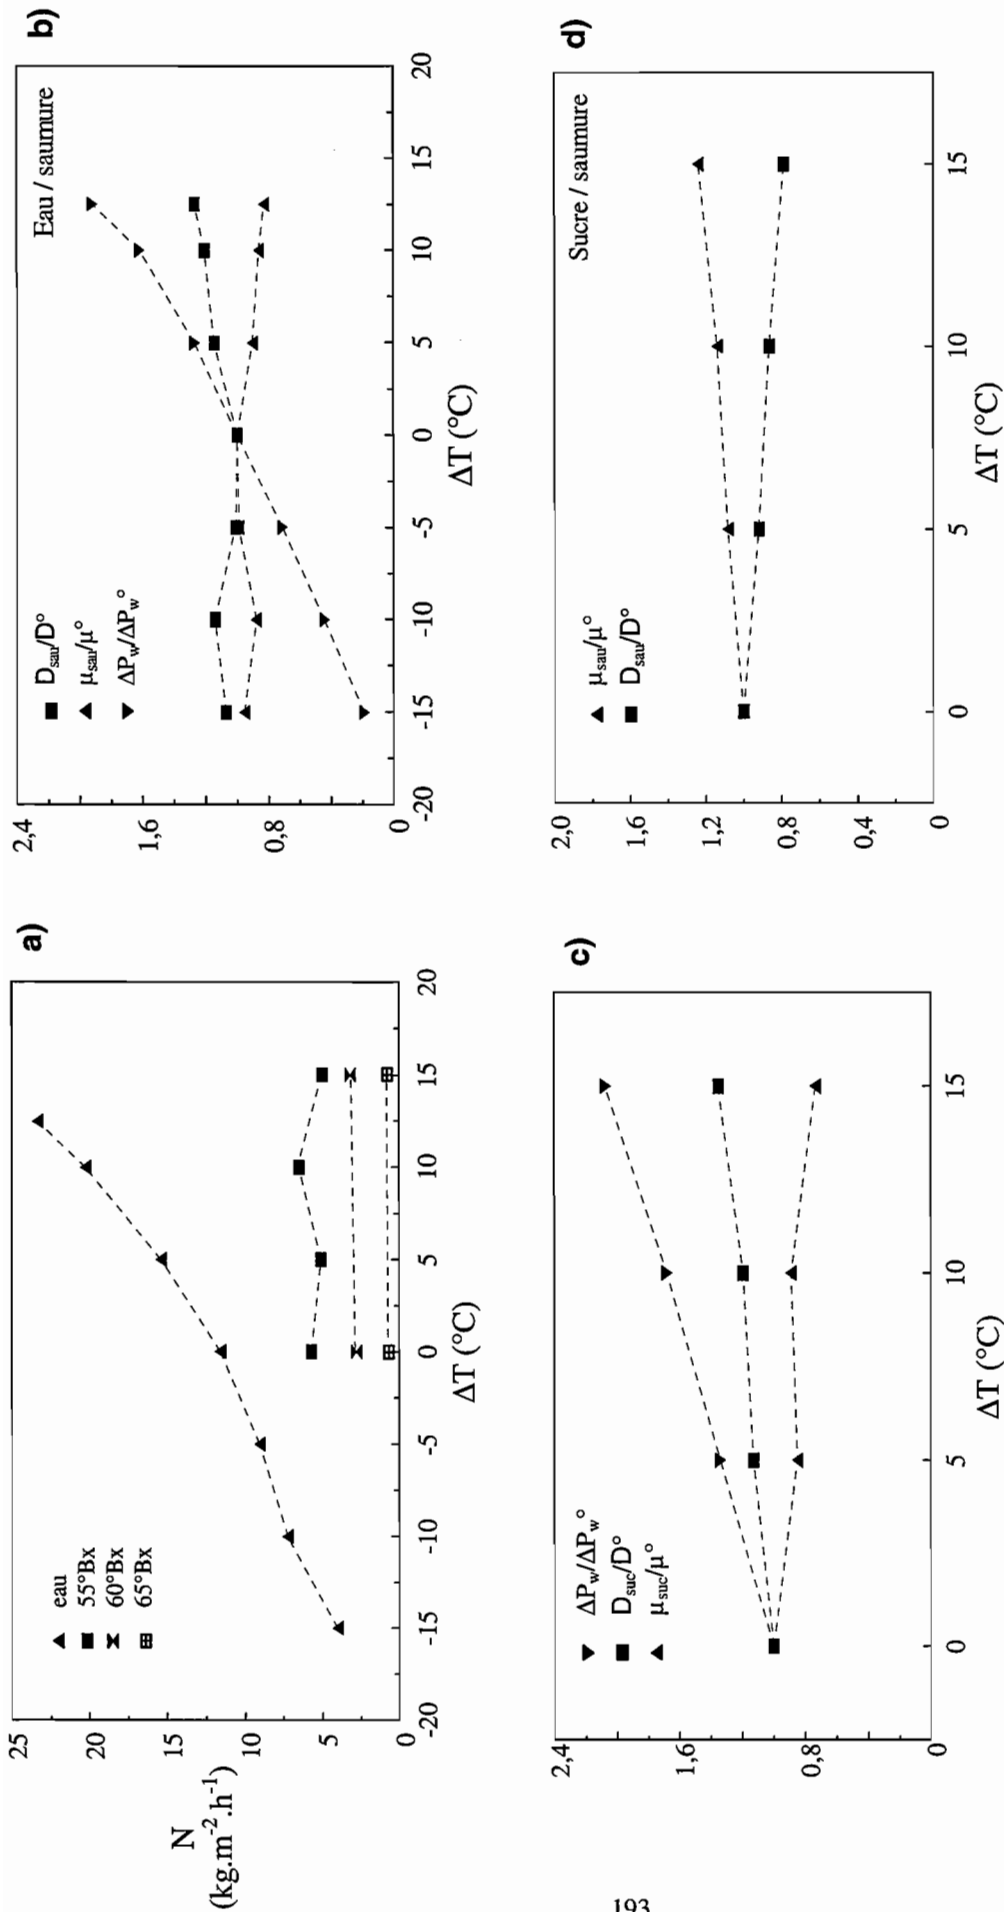 a)
25
20
15
10
5
0
N
(kg.m⁻².h⁻¹)
▲ eau
■ 55°Bx
60°Bx
⊞ 65°Bx
-20
-15
-10
-5
0
5
10
15
20
ΔT (°C)
b)
2,4
1,6
0,8
0
■ D_sau/D°
▲ μ_sau/μ°
▼ ΔP_w/ΔP_w°
Eau / saumure
-20
-15
-10
-5
0
5
10
15
20
ΔT (°C)
c)
2,4
1,6
0,8
0
▼ ΔP_w/ΔP_w°
■ D_suc/D°
▲ μ_suc/μ°
0
5
10
15
ΔT (°C)
d)
2,0
1,6
1,2
0,8
0,4
0
▲ μ_sau/μ°
■ D_sau/D°
Sucre / saumure
0
5
10
15
ΔT (°C)
193